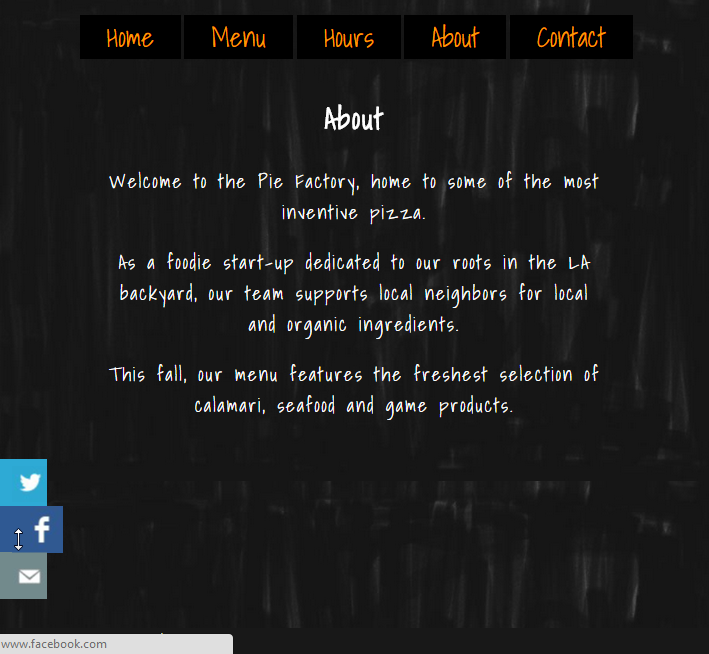 Home Menu Hours About Contact
About
Welcome to the Pie Factory, home to some of the most
inventive pizza.
As a foodie start-up dedicated to our roots in the LA
backyard, our team supports local neighbors for local
and organic ingredients.
This fall, our menu features the freshest selection of
calamari, seafood and game products.
f
www.facebook.com